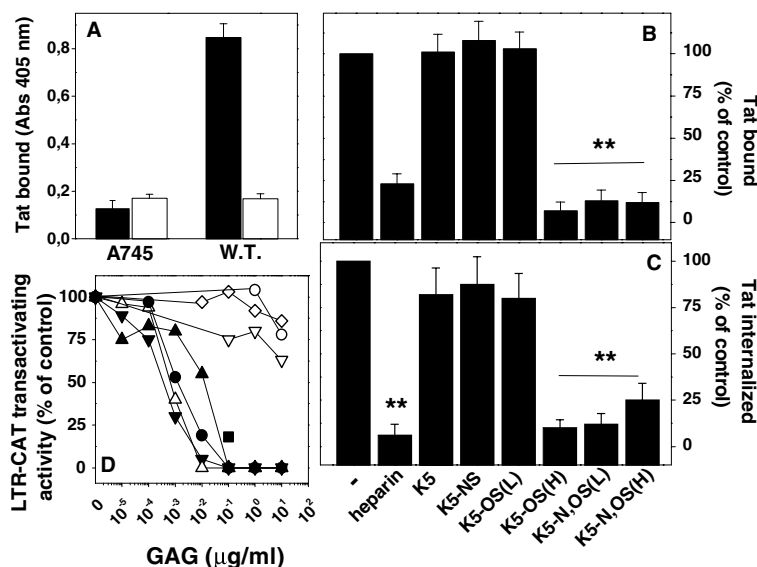 A
Tat bound (Abs 405 nm)
0,8
0,6
0,4
0,2
0,0
A745
W.T.
B
**
100
75
50
25
0
Tat bound
(% of control)
C
**
**
100
75
50
25
0
Tat internalized
(% of control)
-
heparin
K5
K5-NS
K5-OS(L)
K5-OS(H)
K5-N,OS(L)
K5-N,OS(H)
D
LTR-CAT transactivating
activity (% of control)
100
75
50
25
0
0
10⁻⁵
10⁻⁴
10⁻³
10⁻²
10⁻¹
10⁰
10¹
10²
GAG (μg/ml)